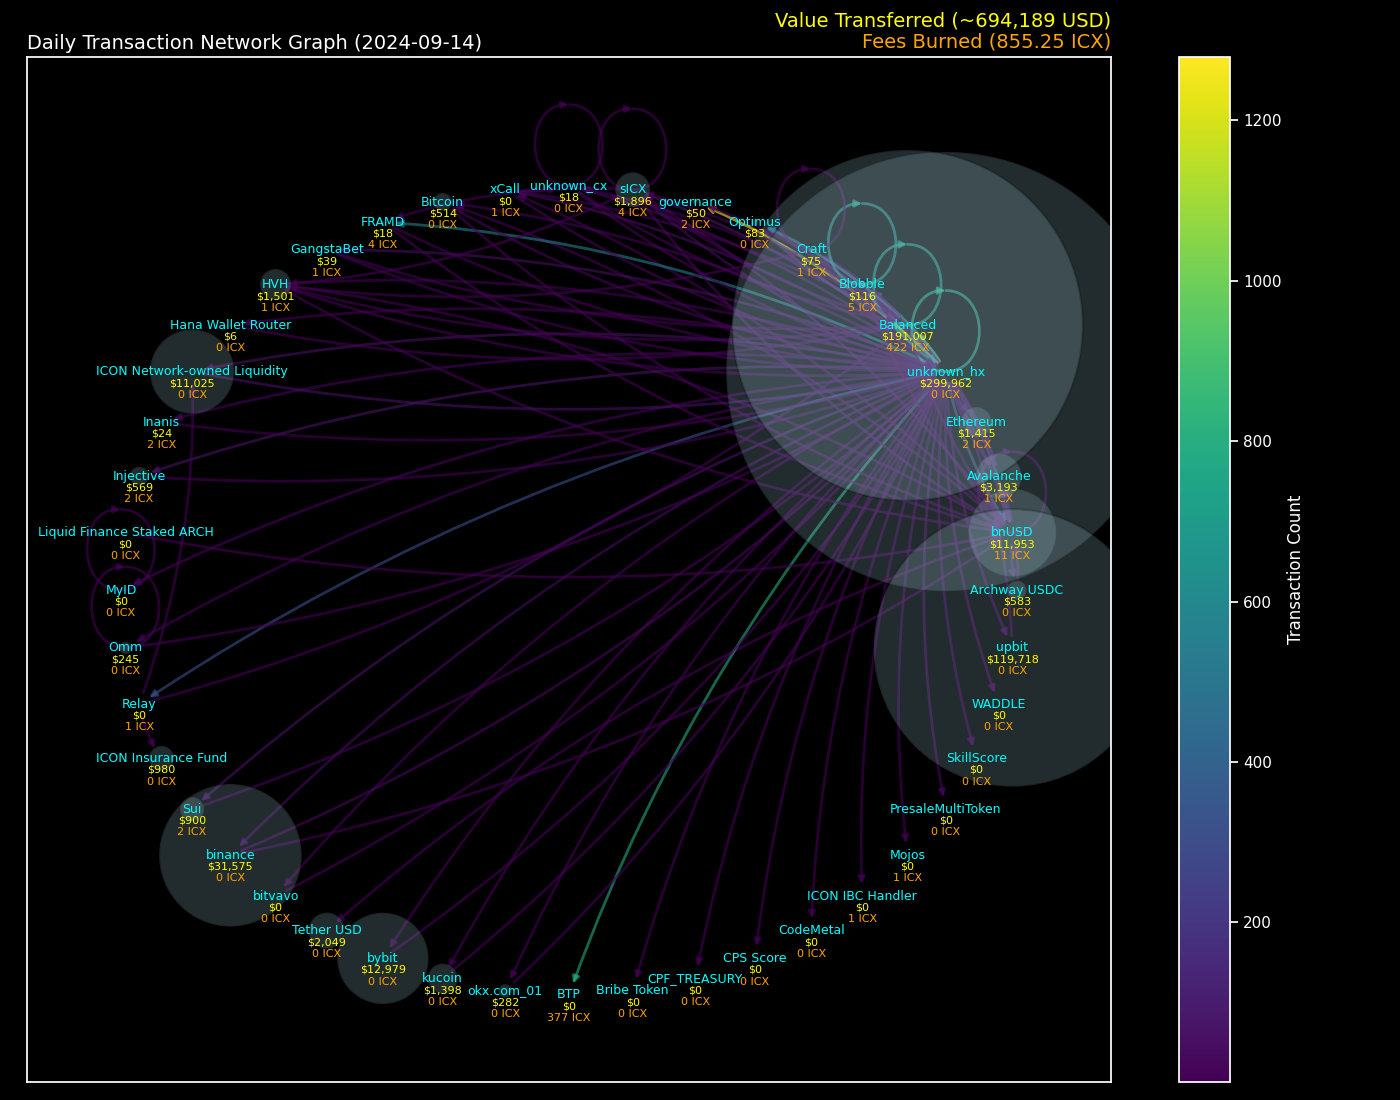 Value Transferred (~694,189 USD)
Daily Transaction Network Graph (2024-09-14)
Fees Burned (855.25 ICX)
unknown_cx
$18
0 ICX
sICX
$1,896
4 ICX
xCall
$0
1 ICX
governance
$50
2 ICX
Bitcoin
$514
0 ICX
Optimus
$83
0 ICX
FRAMD
$18
4 ICX
Craft
$75
1 ICX
GangstaBet
$39
1 ICX
Blobble
$116
5 ICX
HVH
$1,501
1 ICX
Balanced
$191,007
422 ICX
Hana Wallet Router
$6
0 ICX
unknown_hx
$299,962
0 ICX
ICON Network-owned Liquidity
$11,025
0 ICX
Ethereum
$1,415
2 ICX
Inanis
$24
2 ICX
Avalanche
$3,193
1 ICX
Injective
$569
2 ICX
bnUSD
$11,953
11 ICX
Liquid Finance Staked ARCH
$0
0 ICX
Archway USDC
$583
0 ICX
MyID
$0
0 ICX
upbit
$119,718
0 ICX
Omm
$245
0 ICX
WADDLE
$0
0 ICX
Relay
$0
1 ICX
SkillScore
$0
0 ICX
ICON Insurance Fund
$980
0 ICX
PresaleMultiToken
$0
0 ICX
Sui
$900
2 ICX
Mojos
$0
1 ICX
binance
$31,575
0 ICX
ICON IBC Handler
$0
1 ICX
bitvavo
$0
0 ICX
CodeMetal
$0
0 ICX
Tether USD
$2,049
0 ICX
CPS Score
$0
0 ICX
bybit
$12,979
0 ICX
CPF_TREASURY
$0
0 ICX
kucoin
$1,398
0 ICX
Bribe Token
$0
0 ICX
okx.com_01
$282
0 ICX
BTP
$0
377 ICX
1200
1000
800
600
400
200
Transaction Count